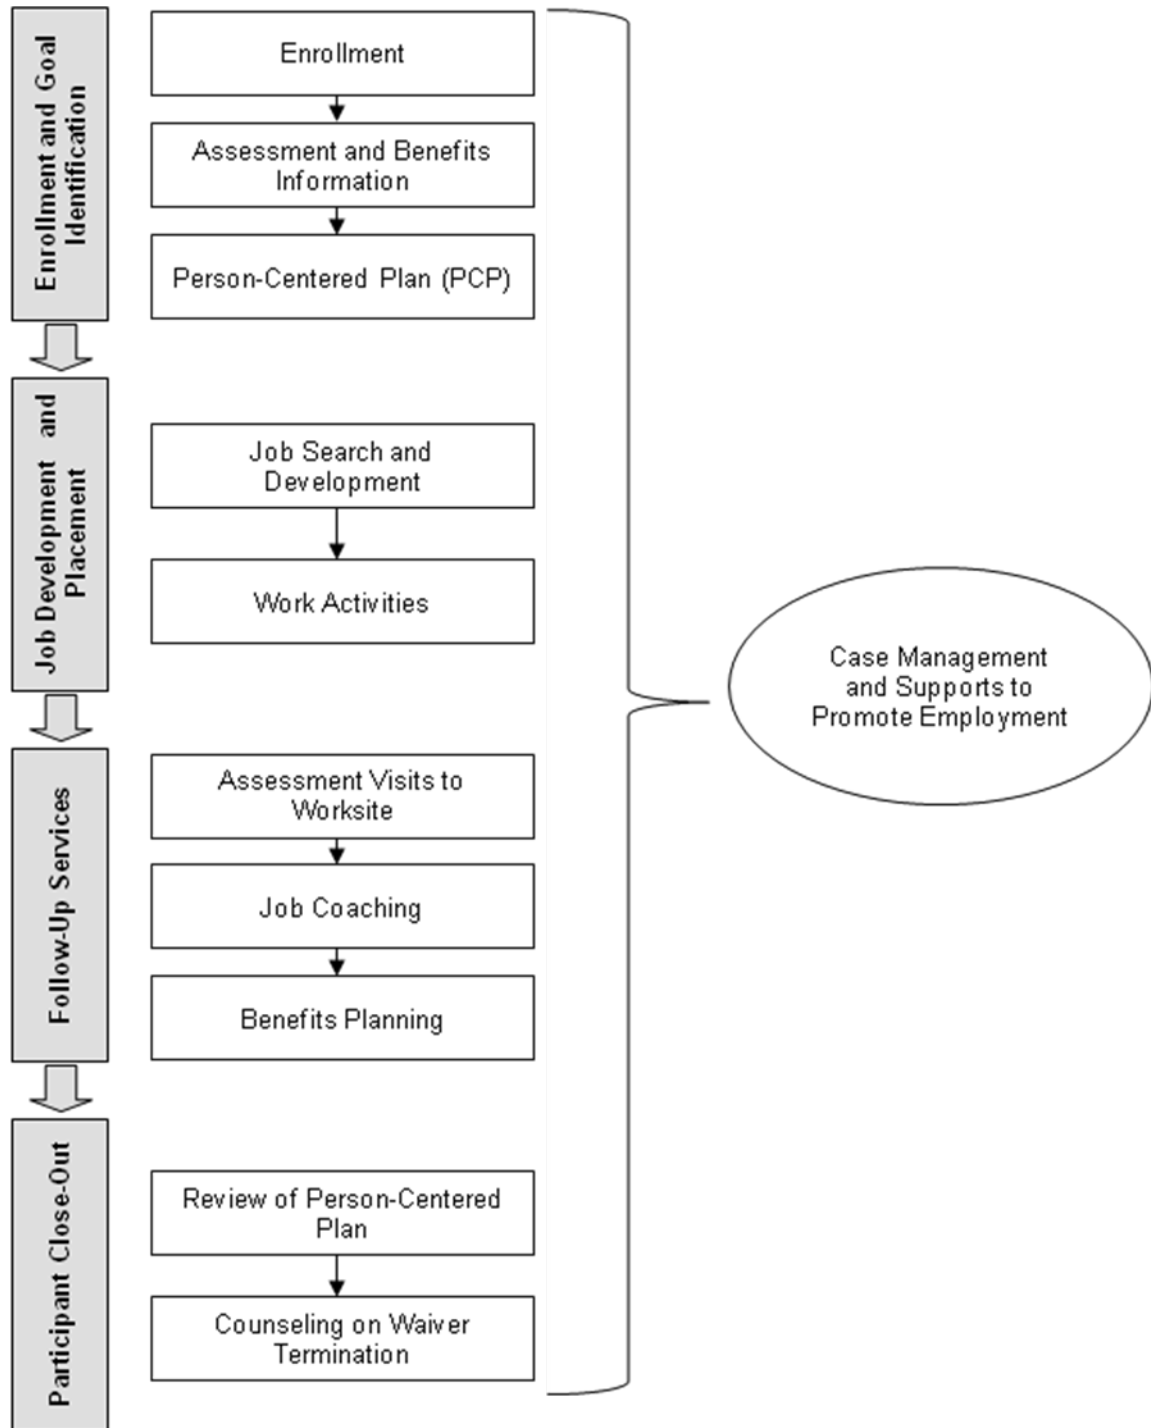 Enrollment and Goal
Identification
Enrollment
Assessment and Benefits
Information
Person-Centered Plan (PCP)
Job Development and
Placement
Job Search and
Development
Work Activities
Follow-Up Services
Assessment Visits to
Worksite
Job Coaching
Benefits Planning
Participant Close-Out
Review of Person-Centered
Plan
Counseling on Waiver
Termination
Case Management
and Supports to
Promote Employment